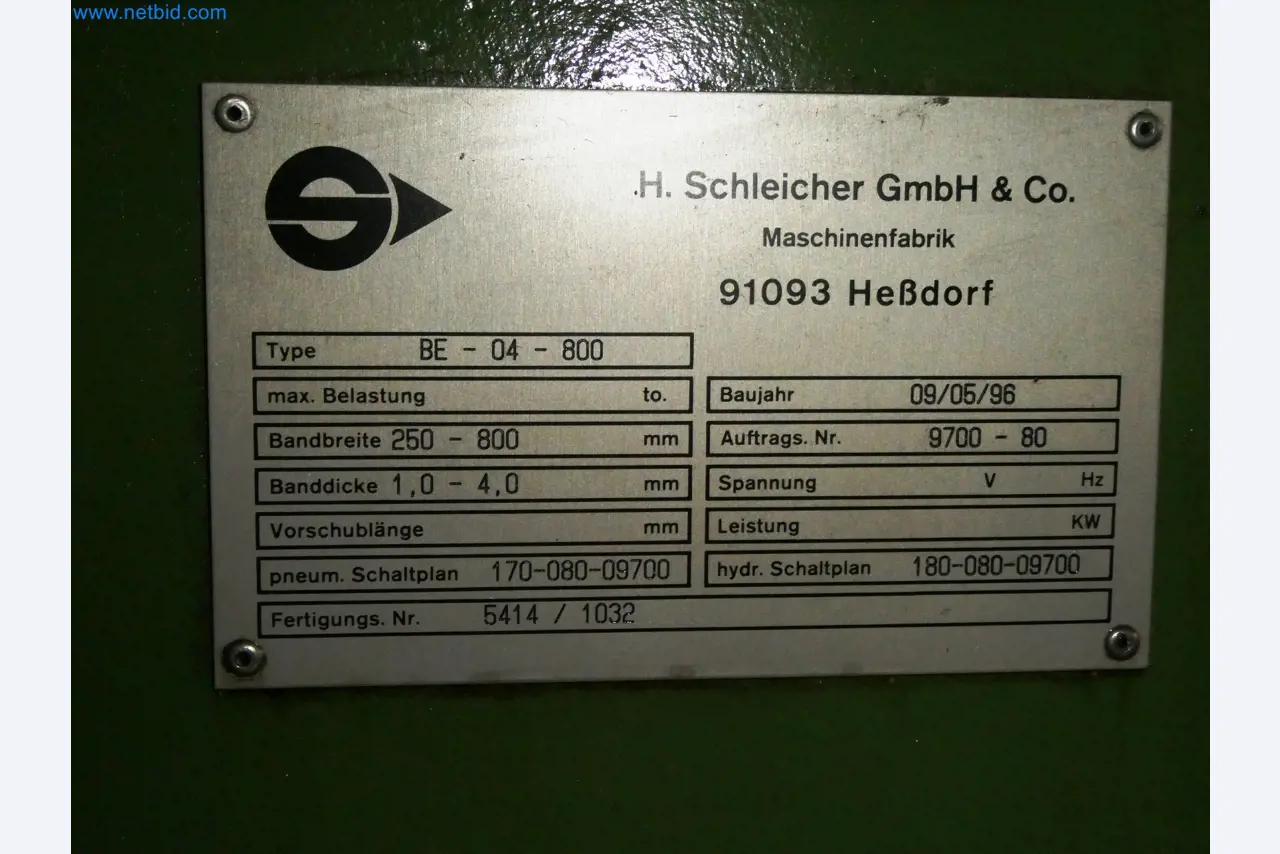 www.netbid.com
H. Schleicher GmbH & Co.
Maschinenfabrik
91093 Heßdorf
Type BE - 04 - 800
max. Belastung to.
Baujahr 09/05/96
Bandbreite 250 - 800 mm
Auftrags. Nr. 9700 - 80
Banddicke 1,0 - 4,0 mm
Spannung V Hz
Vorschublänge mm
Leistung KW
pneum. Schaltplan 170-080-09700
hydr. Schaltplan 180-080-09700
Fertigungs. Nr. 5414 / 1032